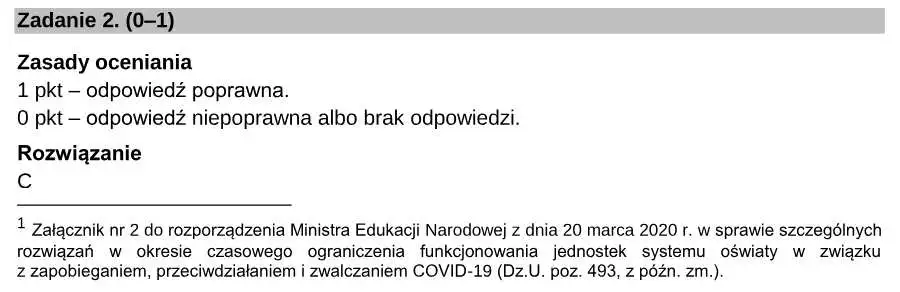 Zadanie 2. (0–1)
Zasady oceniania
1 pkt – odpowiedź poprawna.
0 pkt – odpowiedź niepoprawna albo brak odpowiedzi.
Rozwiązanie
C
1 Załącznik nr 2 do rozporządzenia Ministra Edukacji Narodowej z dnia 20 marca 2020 r. w sprawie szczególnych
rozwiązań w okresie czasowego ograniczenia funkcjonowania jednostek systemu oświaty w związku
z zapobieganiem, przeciwdziałaniem i zwalczaniem COVID-19 (Dz.U. poz. 493, z późn. zm.).